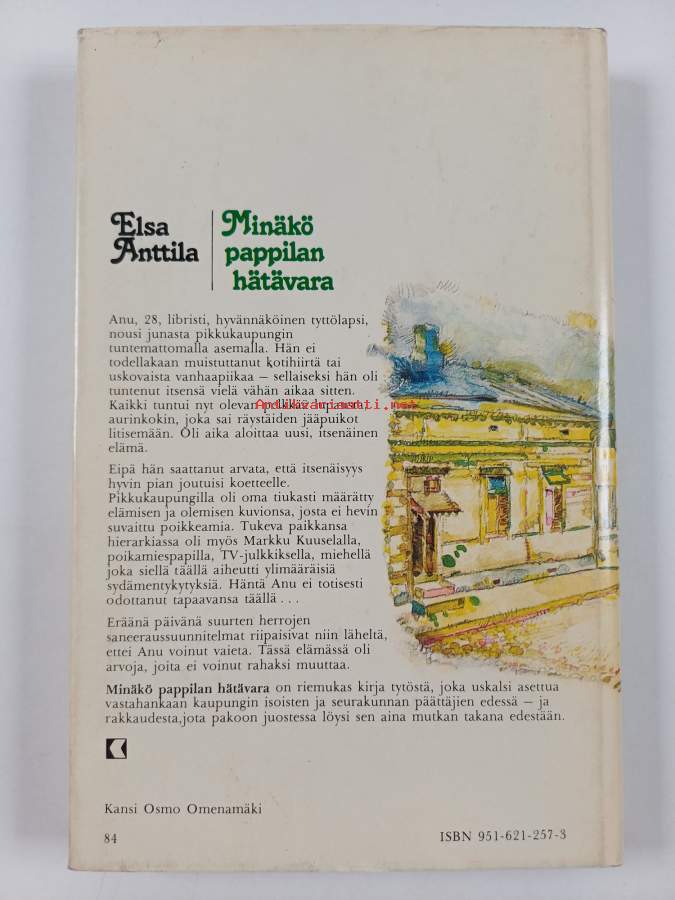 Elsa
Anttila
Minäkö
pappilan
hätävara
Anu, 28, libristi, hyvännäköinen tyttölapsi,
nousi junasta pikkukaupungin
tuntemattomalla asemalla. Hän ei
todellakaan muistuttanut kotihiirtä tai
uskovaista vanhaapiikaa — sellaiseksi hän oli
tuntenut itsensä vielä vähän aikaa sitten.
Kaikki tuntui nyt olevan pelkkää lupausta,
aurinkokin, joka sai räystäiden jääpuikot
litisemään. Oli aika aloittaa uusi, itsenäinen
elämä.
Antikvariaatti.net
Eipä hän saattanut arvata, että itsenäisyys
hyvin pian joutuisi koetteelle.
Pikkukaupungilla oli oma tiukasti määrätty
elämisen ja olemisen kuvionsa, josta ei hevin
suvaittu poikkeamia. Tukeva paikkansa
hierarkiassa oli myös Markku Kuuselalla,
poikamiespapilla, TV-julkkiksella, miehellä
joka siellä täällä aiheutti ylimääräisiä
sydämentykytyksiä. Häntä Anu ei totisesti
odottanut tapaavansa täällä . . .
Eräänä päivänä suurten herrojen
saneeraussuunnitelmat riipaisivat niin läheltä,
ettei Anu voinut vaieta. Tässä elämässä oli
arvoja, joita ei voinut rahaksi muuttaa.
Minäkö pappilan hätävara on riemukas kirja tytöstä, joka uskalsi asettua
vastahankaan kaupungin isoisten ja seurakunnan päättäjien edessä — ja
rakkaudesta,jota pakoon juostessa löysi sen aina mutkan takana edestään.
Kansi Osmo Omenamäki
84
ISBN 951-621-257-3